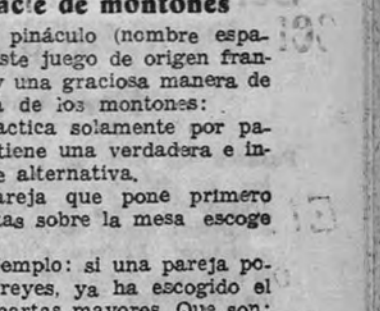 de montones
pináculo (nombre espa-
ste juego de origen fran-
y una graciosa manera de
a de los montones:
actica solamente por pa-
tiene una verdadera e in-
e alternativa.
areja que pone primero
tas sobre la mesa escoge
emplo: si una pareja po-
reyes, ya ha escogido el
cartas mayores. Que son: